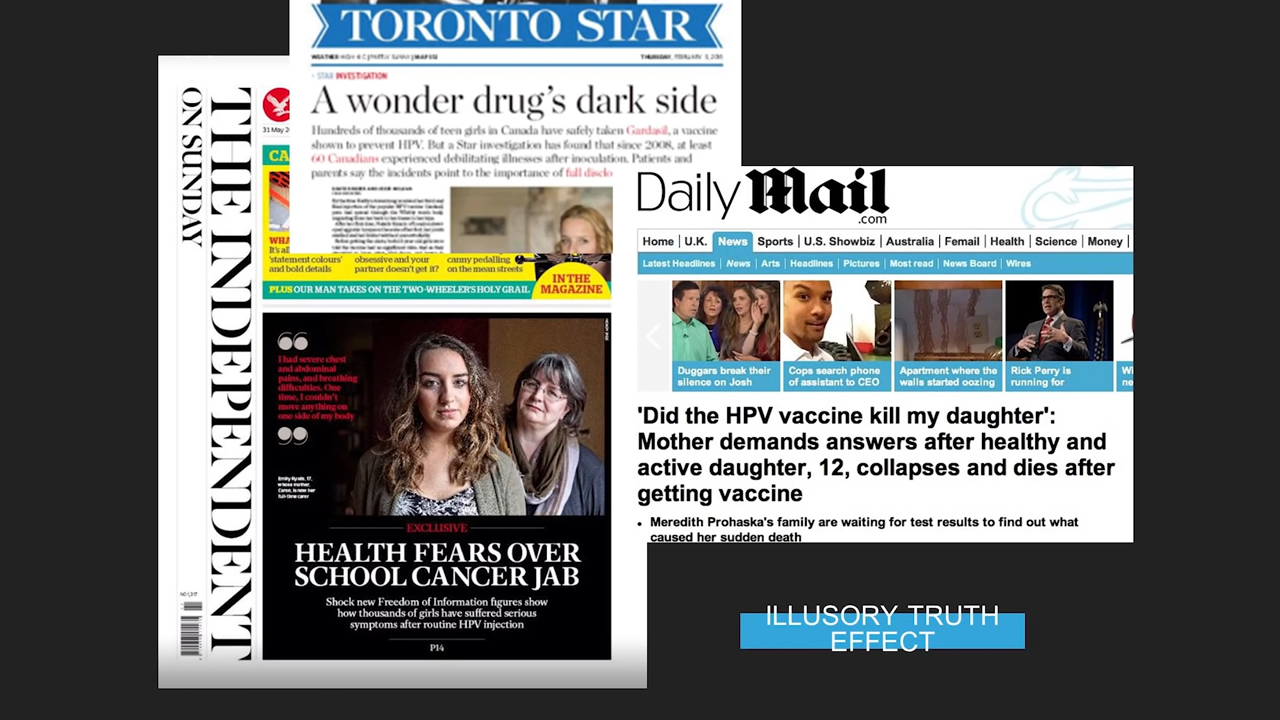 TORONTO STAR
STAR INVESTIGATION
A wonder drug's dark side
Hundreds of thousands of teen girls in Canada have safely taken Gardasil, a vaccine
shown to prevent HPV. But a Star investigation has found that since 2008, at least
60 Canadians experienced debilitating illnesses after inoculation. Patients and
parents say the incidents point to the importance of full disclo
THE INDEPENDENT
ON SUNDAY
31 May 2
CA
WHA
It's al
'statement colours'
and bold details
obsessive and your
partner doesn't get it?
canny pedalling
on the mean streets
PLUS OUR MAN TAKES ON THE TWO-WHEELER'S HOLY GRAIL
IN THE
MAGAZINE
I had severe chest
and abdominal
pains, and breathing
difficulties. One
time, I couldn't
move anything on
one side of my body
EXCLUSIVE
HEALTH FEARS OVER
SCHOOL CANCER JAB
Shock new Freedom of Information figures show
how thousands of girls have suffered serious
symptoms after routine HPV injection
P14
Daily Mail
.com
Home U.K. News Sports U.S. Showbiz Australia Femail Health Science Money
Latest Headlines News Arts Headlines Pictures Most read News Board Wires
Duggars break their
silence on Josh
Cops search phone
of assistant to CEO
Apartment where the
walls started oozing
Rick Perry is
running for
Wi
ne
'Did the HPV vaccine kill my daughter':
Mother demands answers after healthy and
active daughter, 12, collapses and dies after
getting vaccine
• Meredith Prohaska's family are waiting for test results to find out what
caused her sudden death
ILLUSORY TRUTH
EFFECT